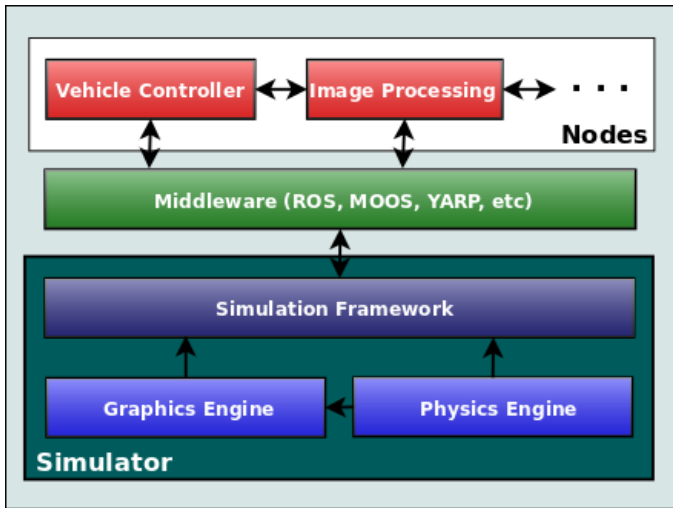 Vehicle Controller
Image Processing
. . .
Nodes
Middleware (ROS, MOOS, YARP, etc)
Simulation Framework
Graphics Engine
Physics Engine
Simulator